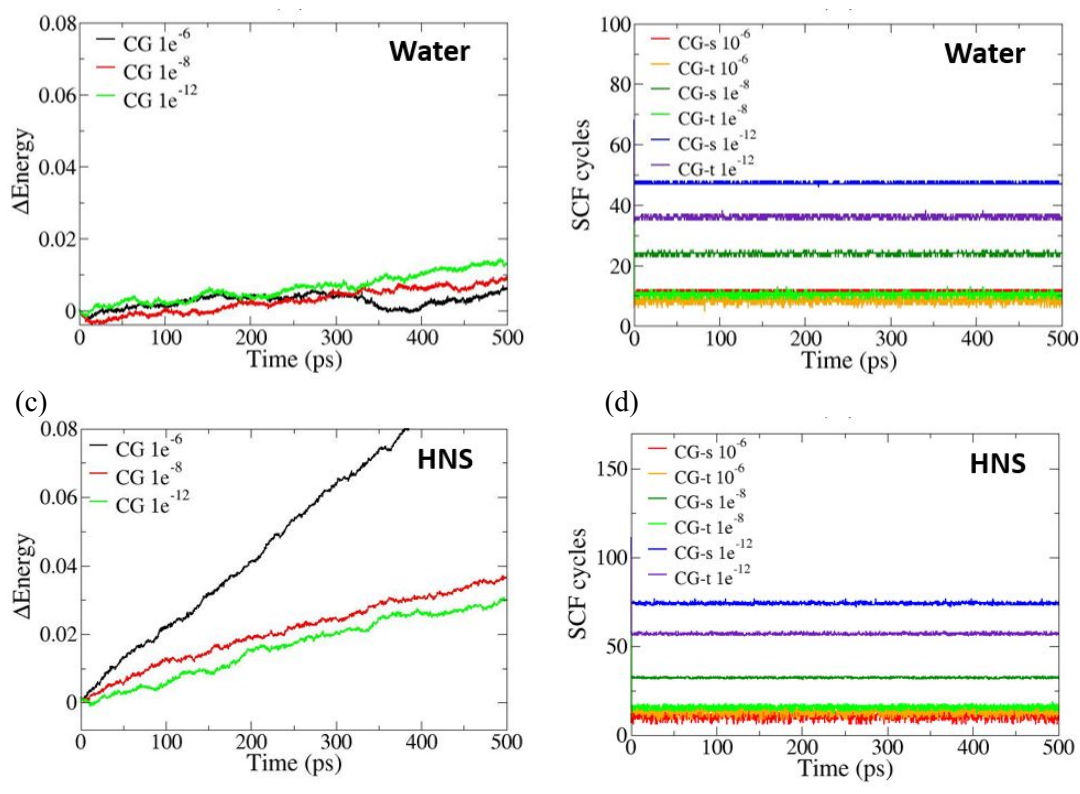 0.08
0.06
0.04
0.02
0
ΔEnergy
CG 1e-6
CG 1e-8
CG 1e-12
Water
0 100 200 300 400 500
Time (ps)
100
80
60
40
20
0
SCF cycles
CG-s 10-6
CG-t 10-6
CG-s 1e-8
CG-t 1e-8
CG-s 1e-12
CG-t 1e-12
Water
0 100 200 300 400 500
Time (ps)
(c)
0.08
0.06
0.04
0.02
0
ΔEnergy
CG 1e-6
CG 1e-8
CG 1e-12
HNS
0 100 200 300 400 500
Time (ps)
(d)
150
100
50
0
SCF cycles
CG-s 10-6
CG-t 10-6
CG-s 1e-8
CG-t 1e-8
CG-s 1e-12
CG-t 1e-12
HNS
0 100 200 300 400 500
Time (ps)